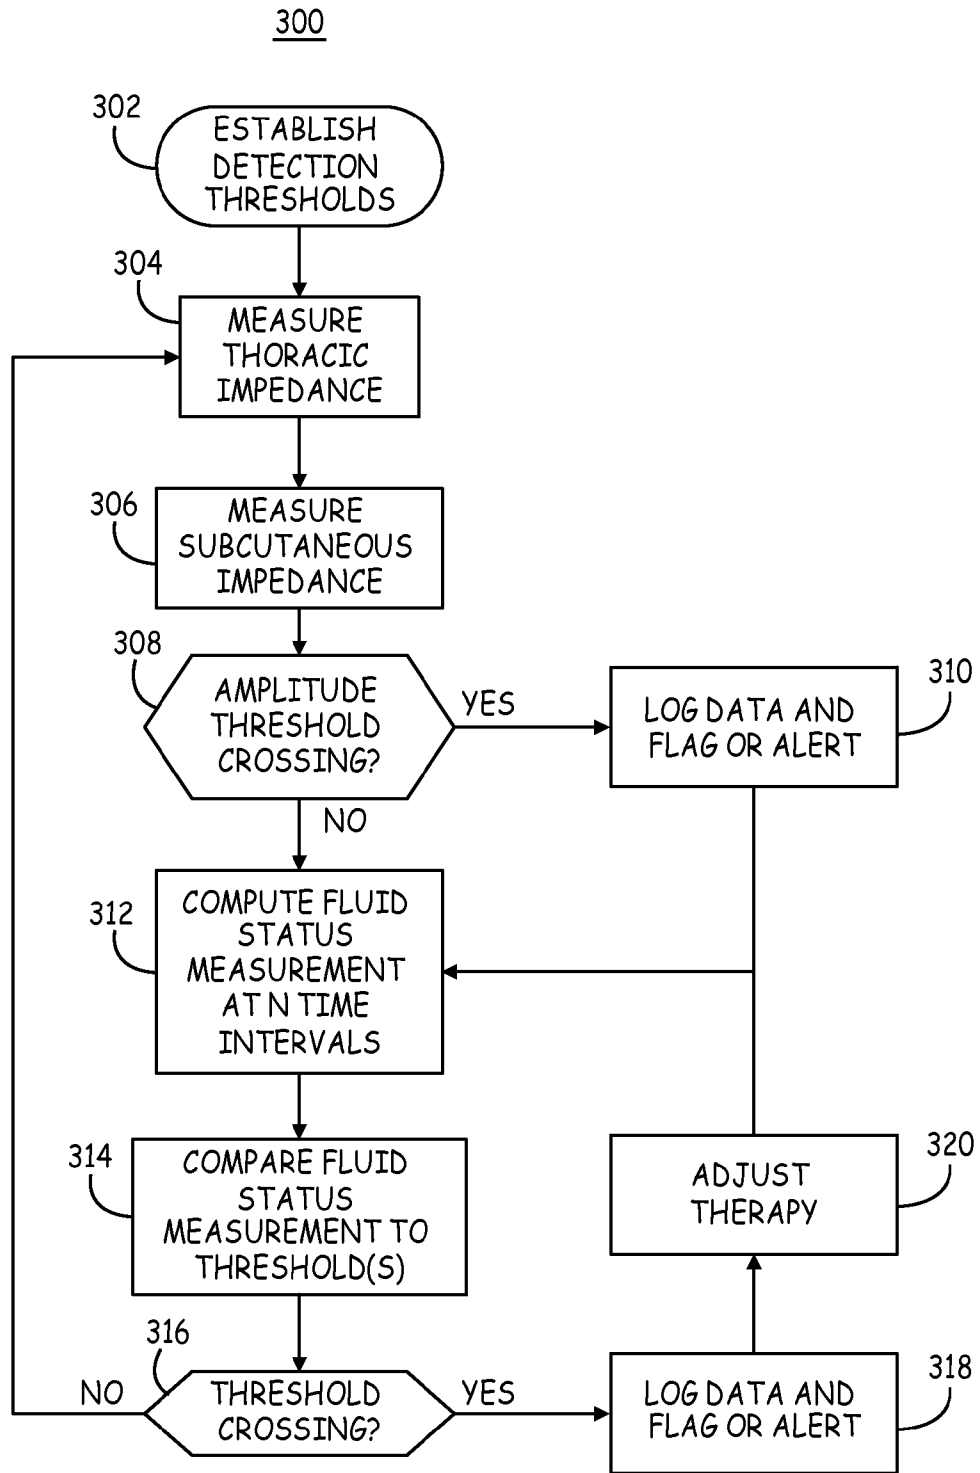 300
302
ESTABLISH
DETECTION
THRESHOLDS
304
MEASURE
THORACIC
IMPEDANCE
306
MEASURE
SUBCUTANEOUS
IMPEDANCE
308
AMPLITUDE
THRESHOLD
CROSSING?
YES
NO
310
LOG DATA AND
FLAG OR ALERT
312
COMPUTE FLUID
STATUS
MEASUREMENT
AT N TIME
INTERVALS
314
COMPARE FLUID
STATUS
MEASUREMENT TO
THRESHOLD(S)
316
THRESHOLD
CROSSING?
NO
YES
318
LOG DATA AND
FLAG OR ALERT
320
ADJUST
THERAPY